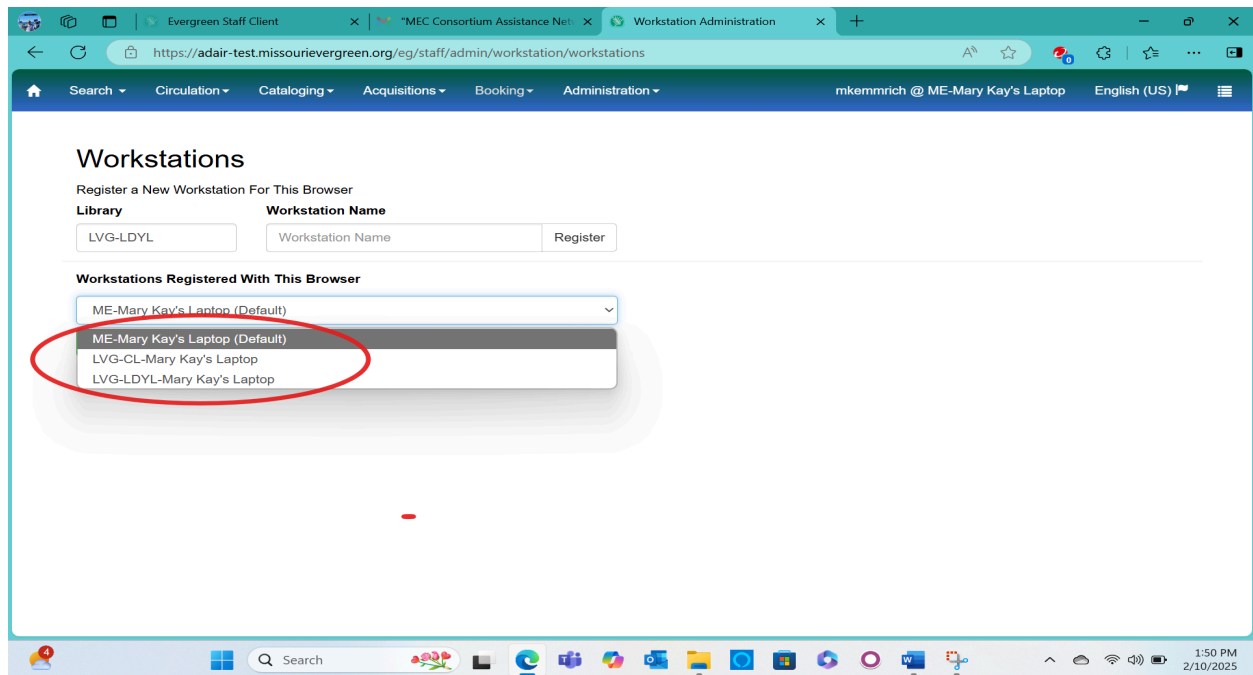 Evergreen Staff Client
"MEC Consortium Assistance Net
Workstation Administration
https://adair-test.missourievergreen.org/eg/staff/admin/workstation/workstations
0
Search Circulation Cataloging Acquisitions Booking Administration mkemmrich @ ME-Mary Kay's Laptop English (US)
Workstations
Register a New Workstation For This Browser
Library Workstation Name
LVG-LDYL Workstation Name Register
Workstations Registered With This Browser
ME-Mary Kay's Laptop (Default)
ME-Mary Kay's Laptop (Default)
LVG-CL-Mary Kay's Laptop
LVG-LDYL-Mary Kay's Laptop
4
Search
1:50 PM
2/10/2025